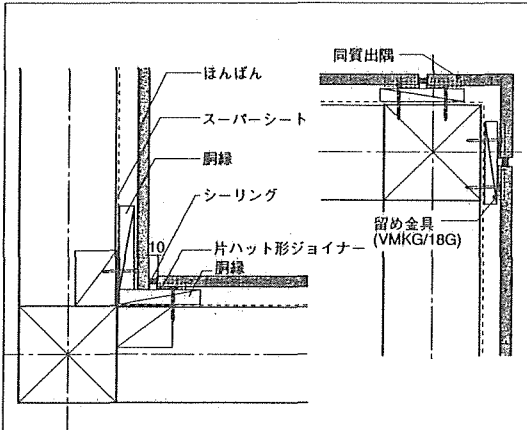 ほんばん
スーパーシート
胴縁
シーリング
10
片ハット形ジョイナー
胴縁
同質出隅
留め金具
(VMKG/18G)